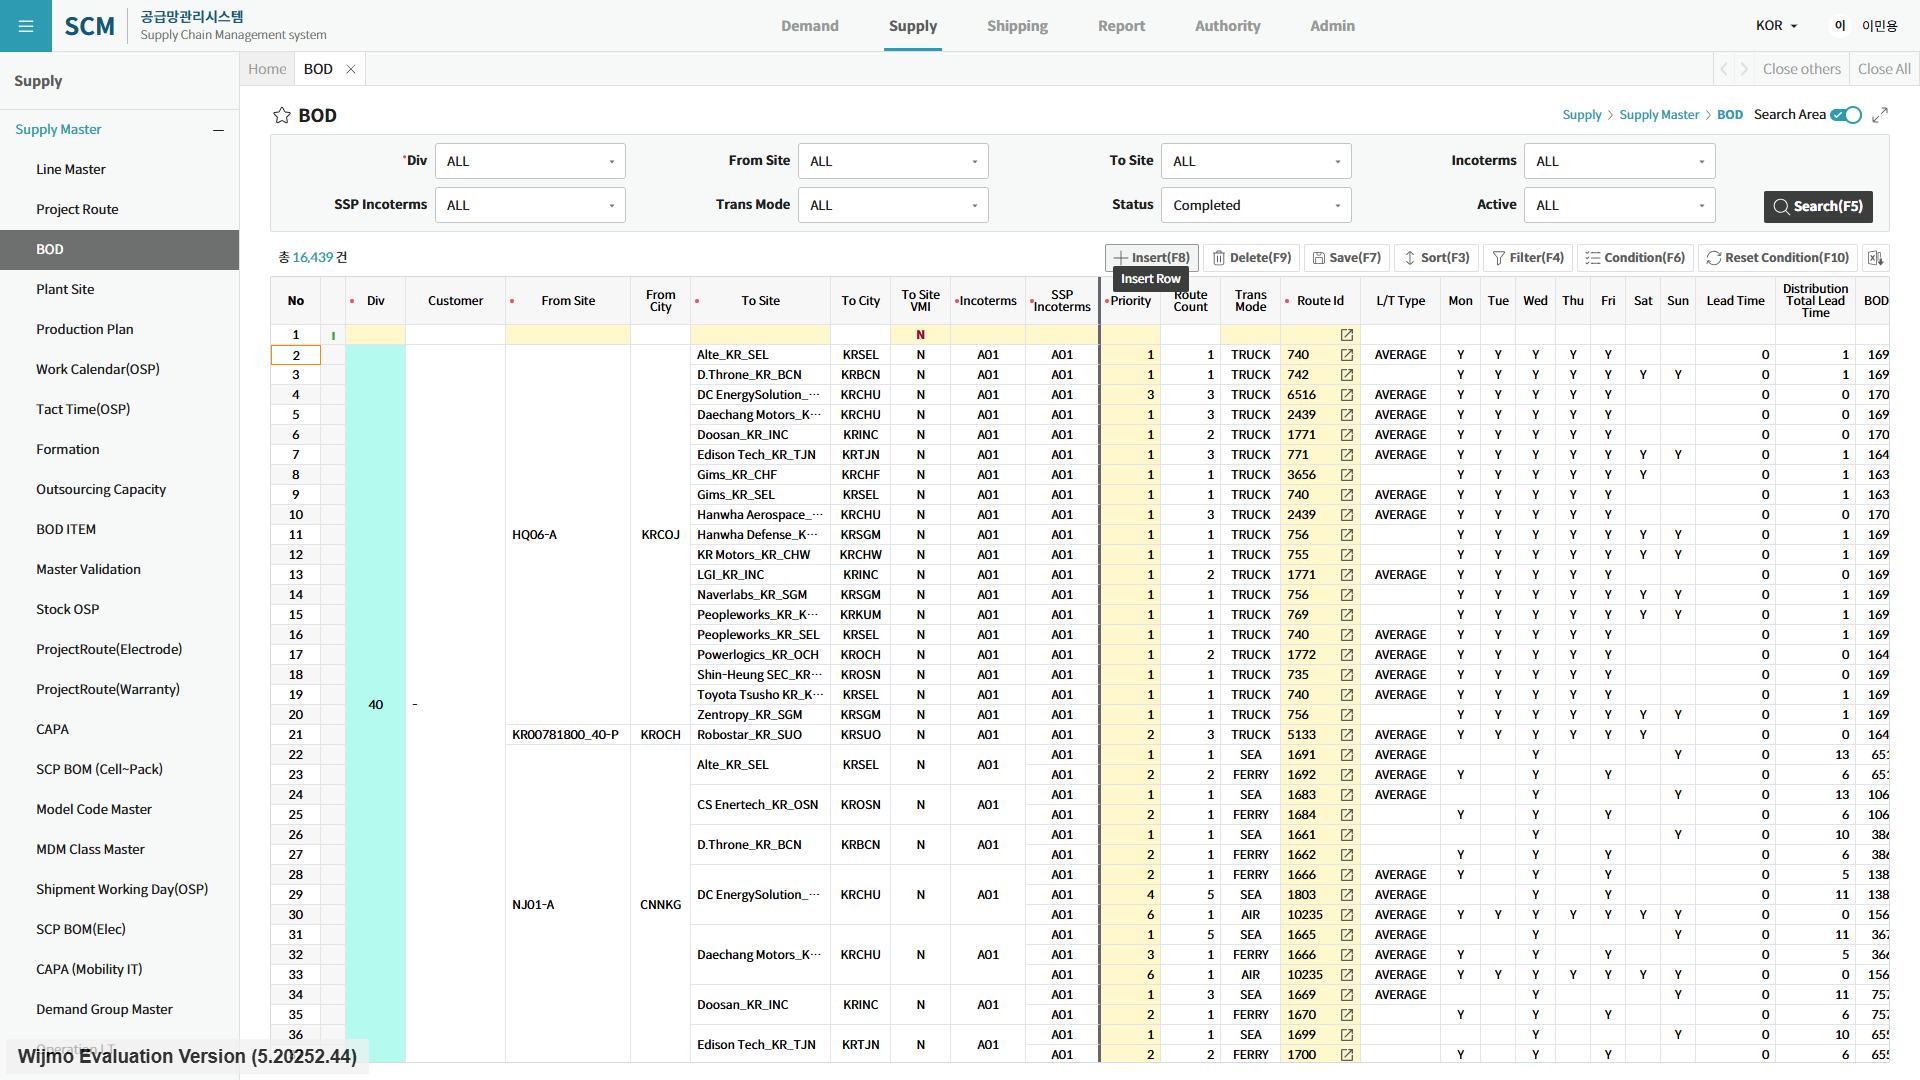 SCM 공급망관리시스템 Supply Chain Management system
Demand Supply Shipping Report Authority Admin
KOR 이 이민용
Supply
Home BOD
Close others Close All
Supply Master
Line Master
Project Route
BOD
Plant Site
Production Plan
Work Calendar(OSP)
Tact Time(OSP)
Formation
Outsourcing Capacity
BOD ITEM
Master Validation
Stock OSP
ProjectRoute(Electrode)
ProjectRoute(Warranty)
CAPA
SCP BOM (Cell~Pack)
Model Code Master
MDM Class Master
Shipment Working Day(OSP)
SCP BOM(Elec)
CAPA (Mobility IT)
Demand Group Master
Wijmo Evaluation Version (5.20252.44)
BOD
Supply > Supply Master > BOD Search Area
*Div ALL From Site ALL To Site ALL Incoterms ALL
SSP Incoterms ALL Trans Mode ALL Status Completed Active ALL Search(F5)
총 16,439 건
Insert(F8) Delete(F9) Save(F7) Sort(F3) Filter(F4) Condition(F6) Reset Condition(F10)
Insert Row
No Div Customer From Site From City To Site To City To Site VMI Incoterms SSP Incoterms Priority Route Count Trans Mode Route Id L/T Type Mon Tue Wed Thu Fri Sat Sun Lead Time Distribution Total Lead Time BOD
1 I N
2 Alte_KR_SEL KRSEL N A01 A01 1 1 TRUCK 740 AVERAGE Y Y Y Y Y 0 1 169
3 D.Throne_KR_BCN KRBCN N A01 A01 1 1 TRUCK 742 Y Y Y Y Y Y Y 0 1 169
4 DC EnergySolution_··· KRCHU N A01 A01 3 3 TRUCK 6516 AVERAGE Y Y Y Y Y 0 0 170
5 Daechang Motors_K··· KRCHU N A01 A01 1 3 TRUCK 2439 AVERAGE Y Y Y Y Y 0 0 169
6 Doosan_KR_INC KRINC N A01 A01 1 2 TRUCK 1771 AVERAGE Y Y Y Y Y 0 0 170
7 Edison Tech_KR_TJN KRTJN N A01 A01 1 3 TRUCK 771 AVERAGE Y Y Y Y Y Y Y 0 1 164
8 Gims_KR_CHF KRCHF N A01 A01 1 1 TRUCK 3656 Y Y Y Y Y Y 0 1 163
9 Gims_KR_SEL KRSEL N A01 A01 1 1 TRUCK 740 AVERAGE Y Y Y Y Y 0 1 163
10 Hanwha Aerospace_··· KRCHU N A01 A01 1 3 TRUCK 2439 AVERAGE Y Y Y Y Y 0 0 170
11 HQ06-A KRCOJ Hanwha Defense_K··· KRSGM N A01 A01 1 1 TRUCK 756 Y Y Y Y Y Y Y 0 1 169
12 KR Motors_KR_CHW KRCHW N A01 A01 1 1 TRUCK 755 Y Y Y Y Y Y Y 0 1 169
13 LGI_KR_INC KRINC N A01 A01 1 2 TRUCK 1771 AVERAGE Y Y Y Y Y 0 0 169
14 Naverlabs_KR_SGM KRSGM N A01 A01 1 1 TRUCK 756 Y Y Y Y Y Y Y 0 1 169
15 Peopleworks_KR_K··· KRKUM N A01 A01 1 1 TRUCK 769 Y Y Y Y Y Y Y 0 1 169
16 Peopleworks_KR_SEL KRSEL N A01 A01 1 1 TRUCK 740 AVERAGE Y Y Y Y Y 0 1 169
17 Powerlogics_KR_OCH KROCH N A01 A01 1 2 TRUCK 1772 AVERAGE Y Y Y Y Y 0 0 164
18 Shin-Heung SEC_KR··· KROSN N A01 A01 1 1 TRUCK 735 AVERAGE Y Y Y Y Y 0 0 169
19 Toyota Tsusho KR_K··· KRSEL N A01 A01 1 1 TRUCK 740 AVERAGE Y Y Y Y Y 0 1 169
20 40 - Zentropy_KR_SGM KRSGM N A01 A01 1 1 TRUCK 756 Y Y Y Y Y Y Y 0 1 169
21 KR00781800_40-P KROCH Robostar_KR_SUO KRSUO N A01 A01 2 3 TRUCK 5133 AVERAGE Y Y Y Y Y Y 0 0 164
22 Alte_KR_SEL KRSEL N A01 A01 1 1 SEA 1691 AVERAGE Y Y 0 13 651
23 A01 2 2 FERRY 1692 AVERAGE Y Y Y 0 6 651
24 CS Enertech_KR_OSN KROSN N A01 A01 1 1 SEA 1683 AVERAGE Y Y 0 13 106
25 A01 2 1 FERRY 1684 Y Y Y 0 6 106
26 D.Throne_KR_BCN KRBCN N A01 A01 1 1 SEA 1661 Y Y 0 10 386
27 A01 2 1 FERRY 1662 Y Y Y 0 6 386
28 A01 2 1 FERRY 1666 AVERAGE Y Y Y 0 5 138
29 NJ01-A CNNKG DC EnergySolution_··· KRCHU N A01 A01 4 5 SEA 1803 AVERAGE Y 0 11 138
30 A01 6 1 AIR 10235 AVERAGE Y Y Y Y Y Y Y 0 0 156
31 A01 1 5 SEA 1665 AVERAGE Y Y 0 11 367
32 Daechang Motors_K··· KRCHU N A01 A01 3 1 FERRY 1666 AVERAGE Y Y Y 0 5 366
33 A01 6 1 AIR 10235 AVERAGE Y Y Y Y Y Y Y 0 0 156
34 Doosan_KR_INC KRINC N A01 A01 1 3 SEA 1669 AVERAGE Y Y 0 11 757
35 A01 2 1 FERRY 1670 Y Y Y 0 6 757
36 Edison Tech_KR_TJN KRTJN N A01 A01 1 1 SEA 1699 Y Y 0 10 655
A01 2 2 FERRY 1700 Y Y Y 0 6 655